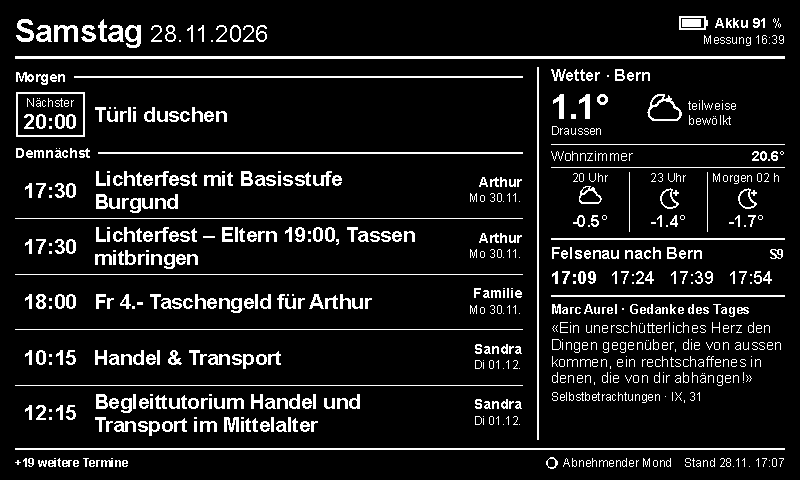 Samstag 28.11.2026
Akku 91 %
Messung 16:39
Morgen
Nächster
20:00
Türli duschen
Demnächst
17:30
Lichterfest mit Basisstufe
Burgund
Arthur
Mo 30.11.
17:30
Lichterfest – Eltern 19:00, Tassen
mitbringen
Arthur
Mo 30.11.
18:00
Fr 4.- Taschengeld für Arthur
Familie
Mo 30.11.
10:15
Handel & Transport
Sandra
Di 01.12.
12:15
Begleittutorium Handel und
Transport im Mittelalter
Sandra
Di 01.12.
Wetter · Bern
1.1°
Draussen
teilweise
bewölkt
Wohnzimmer 20.6°
20 Uhr 23 Uhr Morgen 02 h
-0.5° -1.4° -1.7°
Felsenau nach Bern S9
17:09 17:24 17:39 17:54
Marc Aurel · Gedanke des Tages
«Ein unerschütterliches Herz den
Dingen gegenüber, die von aussen
kommen, ein rechtschaffenes in
denen, die von dir abhängen!»
Selbstbetrachtungen · IX, 31
+19 weitere Termine
Abnehmender Mond Stand 28.11. 17:07